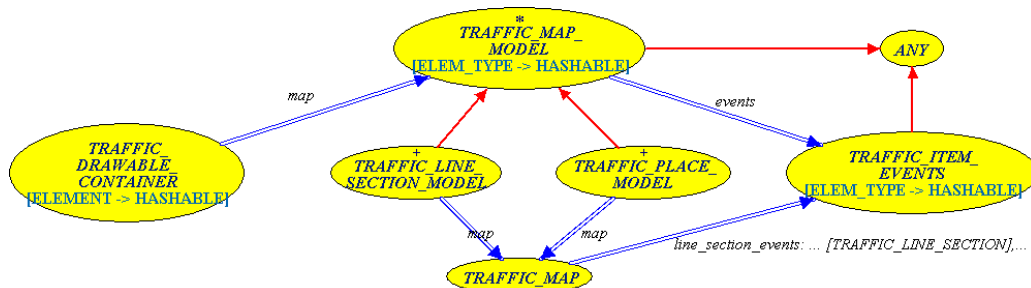 *
TRAFFIC_MAP_
MODEL
[ELEM_TYPE -> HASHABLE]
ANY
map
events
TRAFFIC_
DRAWABLE_
CONTAINER
[ELEMENT -> HASHABLE]
+
TRAFFIC_LINE_
SECTION_MODEL
+
TRAFFIC_PLACE_
MODEL
TRAFFIC_ITEM_
EVENTS
[ELEM_TYPE -> HASHABLE]
map
map
line_section_events: ... [TRAFFIC_LINE_SECTION],...
TRAFFIC_MAP